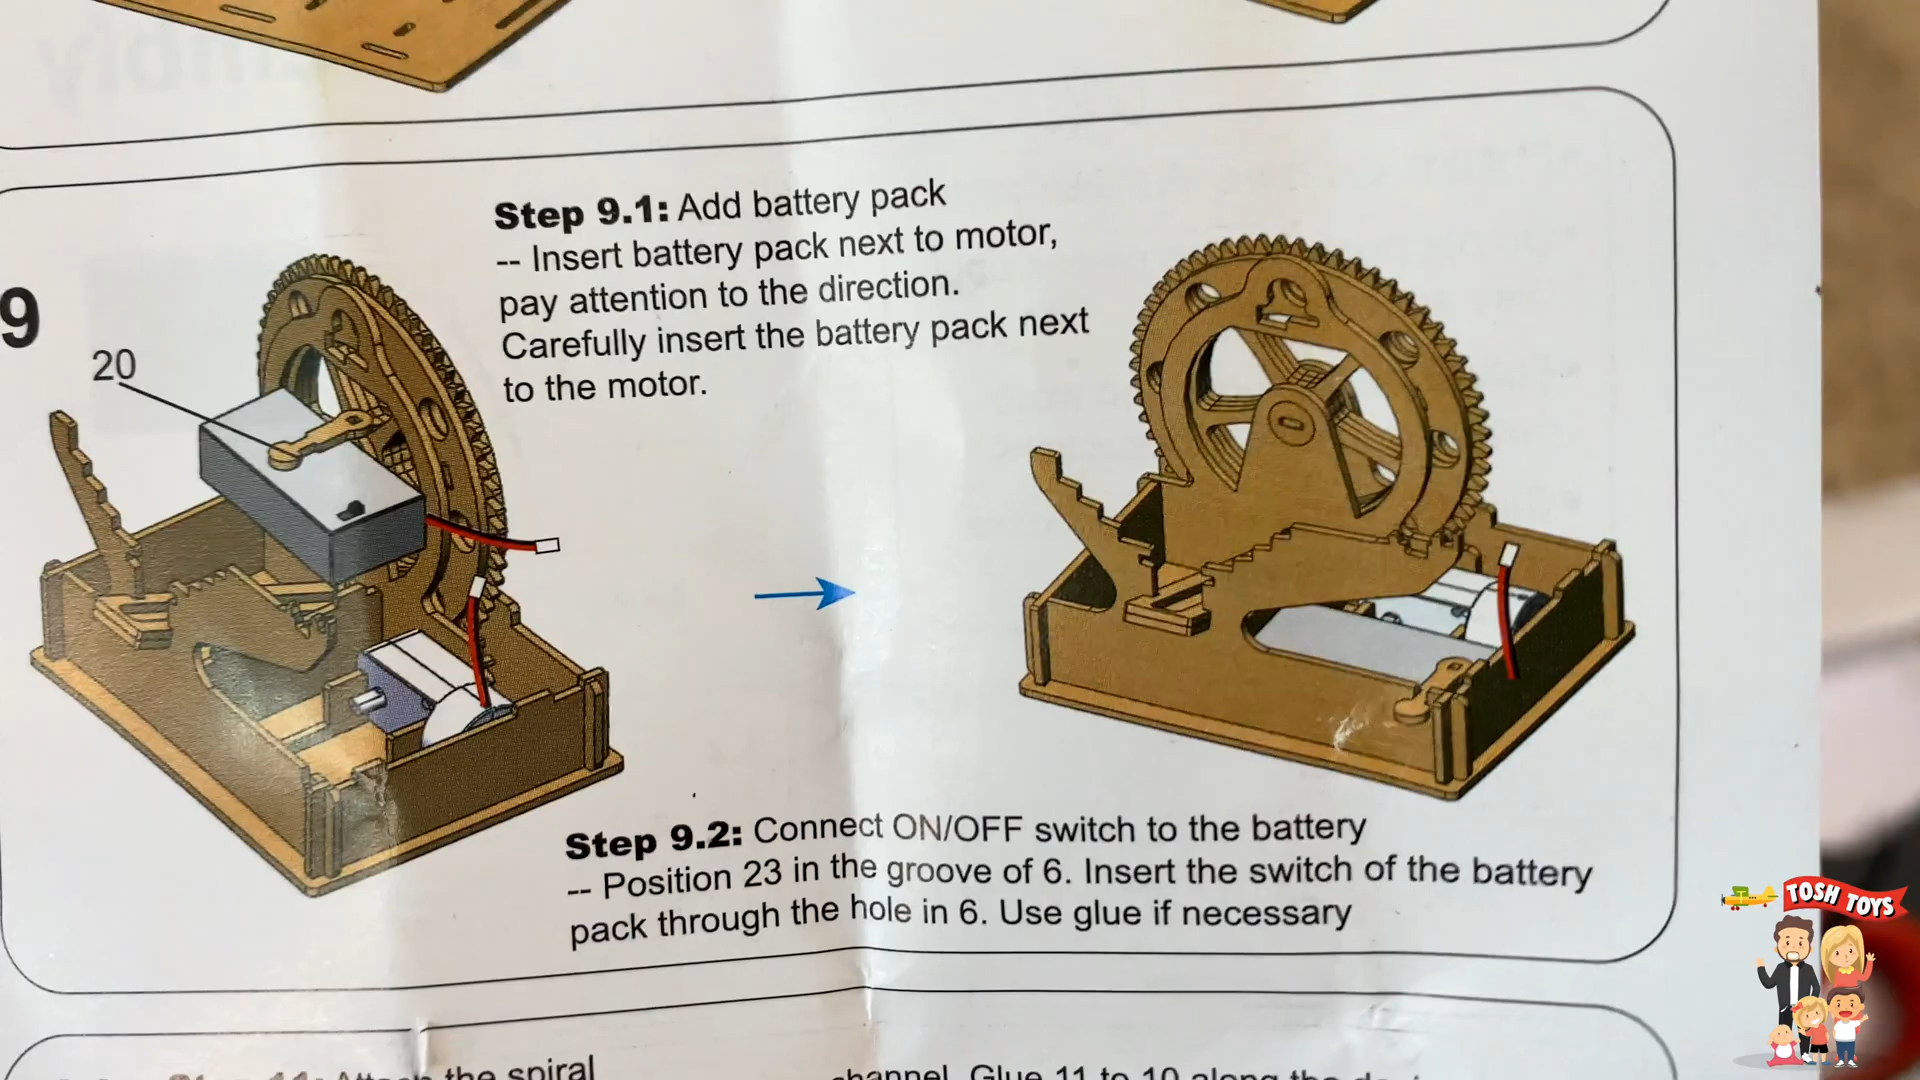 Step 9.1: Add battery pack
-- Insert battery pack next to motor,
pay attention to the direction.
Carefully insert the battery pack next
to the motor.
9
20
Step 9.2: Connect ON/OFF switch to the battery
-- Position 23 in the groove of 6. Insert the switch of the battery
pack through the hole in 6. Use glue if necessary
TOSH TOYS
the spiral
channel. Glue 11 to 10 along the